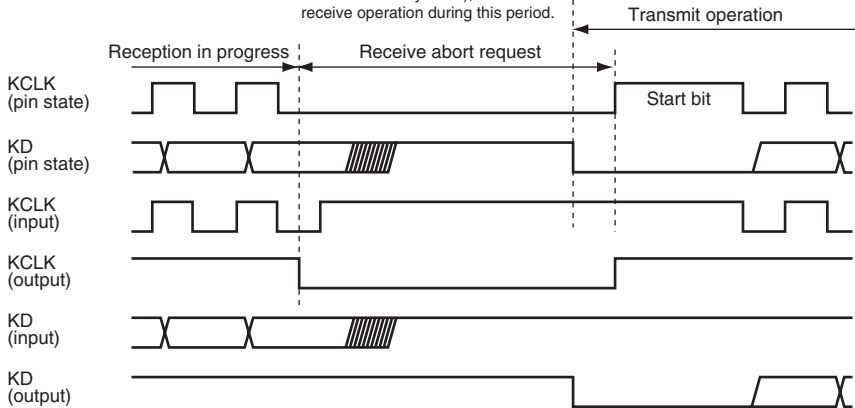 receive operation during this period.
Transmit operation
Reception in progress
Receive abort request
KCLK
(pin state)
Start bit
KD
(pin state)
KCLK
(input)
KCLK
(output)
KD
(input)
KD
(output)